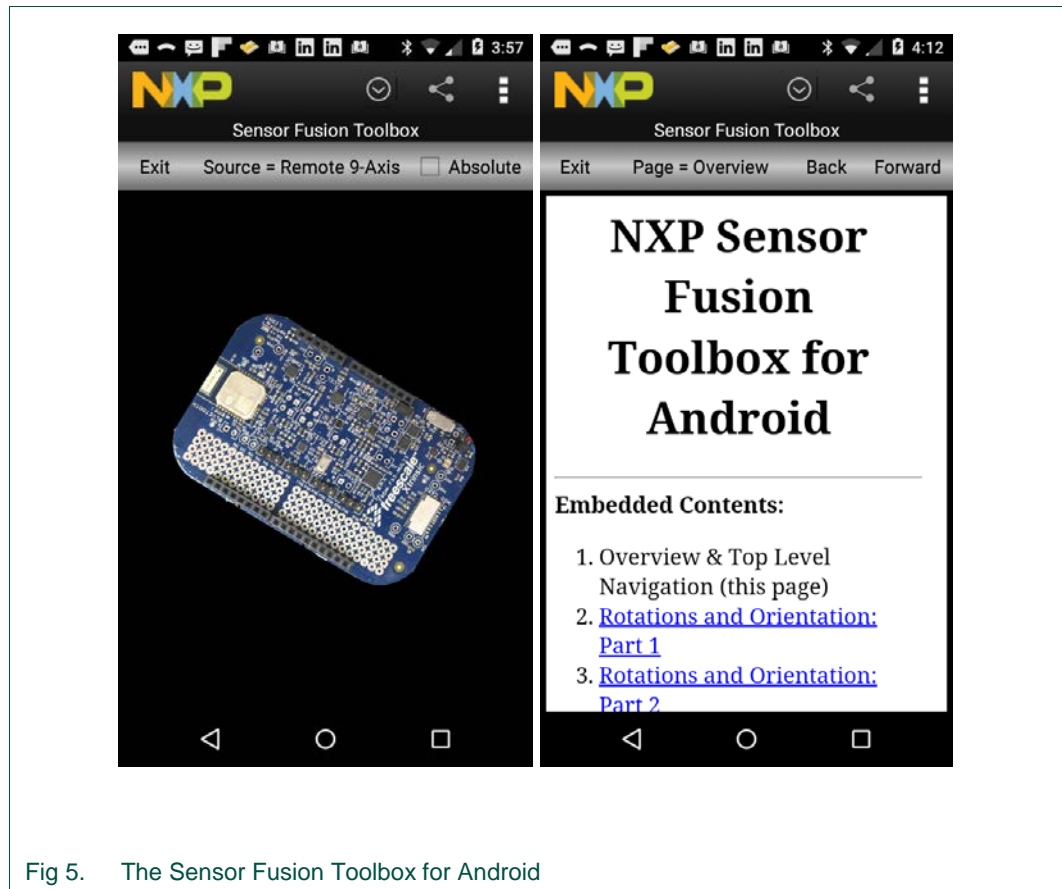 3:57
NXP
Sensor Fusion Toolbox
Exit Source = Remote 9-Axis Absolute
freescale
Xtrinsic
4:12
NXP
Sensor Fusion Toolbox
Exit Page = Overview Back Forward
NXP Sensor
Fusion
Toolbox for
Android
Embedded Contents:
1. Overview & Top Level
Navigation (this page)
2. Rotations and Orientation:
Part 1
3. Rotations and Orientation:
Part 2
Fig 5. The Sensor Fusion Toolbox for Android